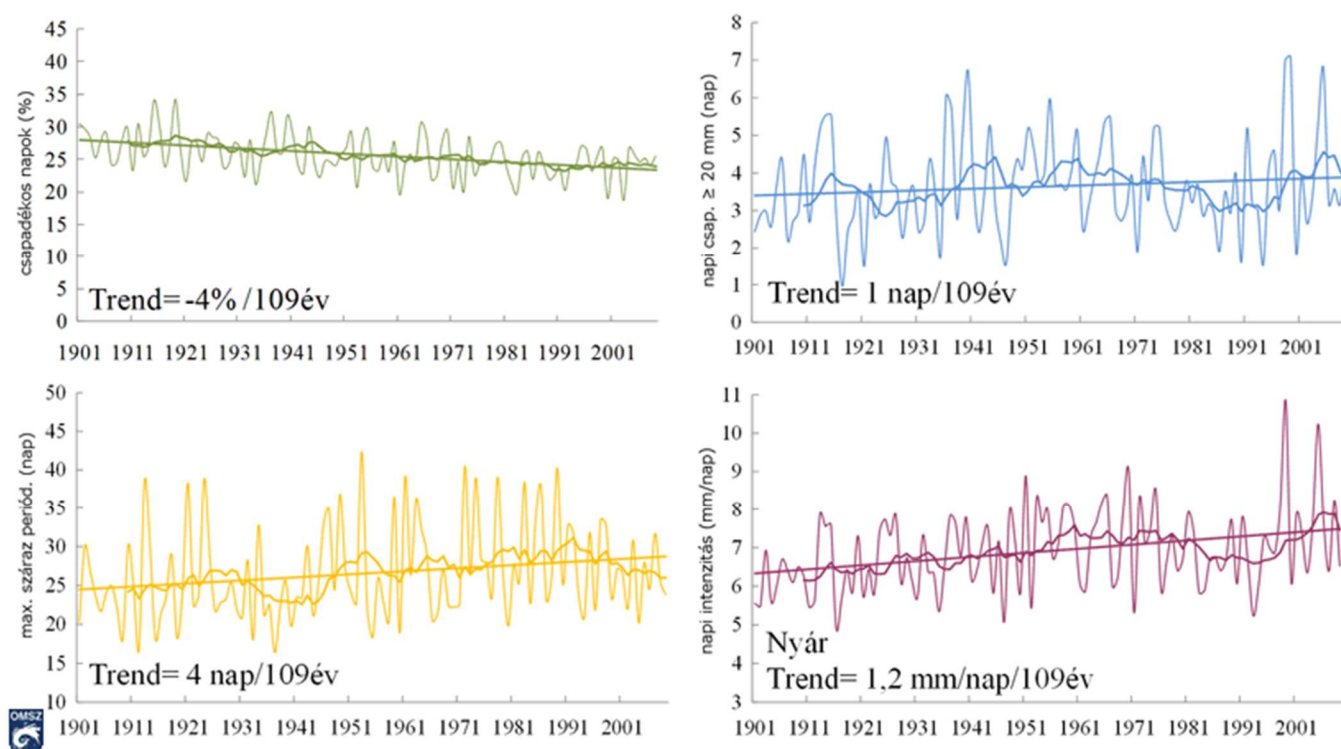 csapadékos napok (%)
45
40
35
30
25
20
15
10
5
0
Trend= -4% /109év
1901 1911 1921 1931 1941 1951 1961 1971 1981 1991 2001
napi csap. ≥ 20 mm (nap)
8
7
6
5
4
3
2
1
0
Trend= 1 nap/109év
1901 1911 1921 1931 1941 1951 1961 1971 1981 1991 2001
max. száraz periód. (nap)
50
45
40
35
30
25
20
15
10
Trend= 4 nap/109év
1901 1911 1921 1931 1941 1951 1961 1971 1981 1991 2001
napi intenzitás (mm/nap)
11
10
9
8
7
6
5
4
3
Nyár
Trend= 1,2 mm/nap/109év
1901 1911 1921 1931 1941 1951 1961 1971 1981 1991 2001
OMSZ